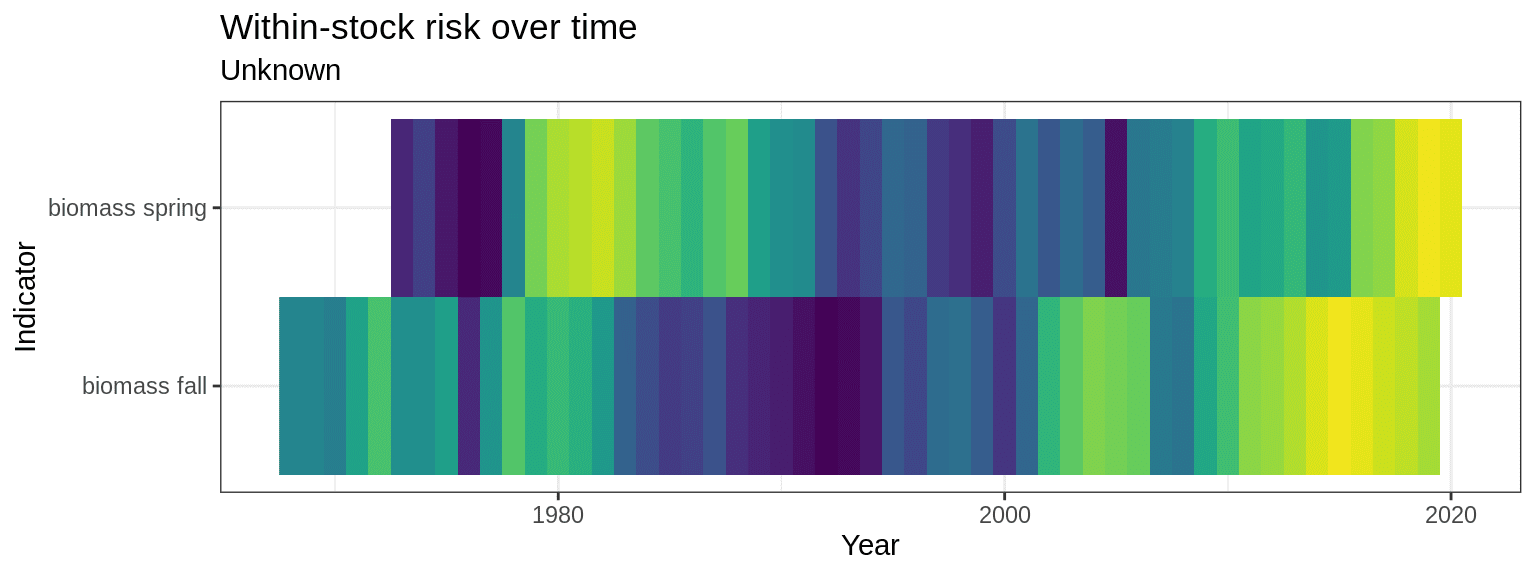 Within-stock risk over time
Unknown
biomass spring
biomass fall
Indicator
1980
2000
2020
Year